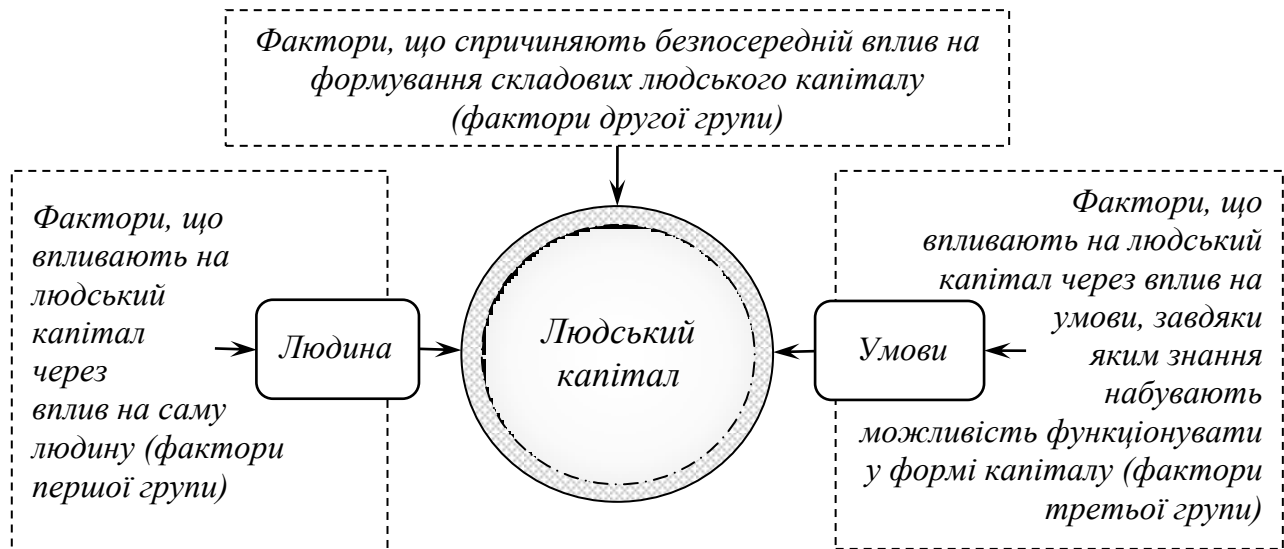 Фактори, що спричиняють безпосередній вплив на
формування складових людського капіталу
(фактори другої групи)
Фактори, що
впливають на
людський
капітал
через
вплив на саму
людину (фактори
першої групи)
Людина
Людський
капітал
Умови
Фактори, що
впливають на людський
капітал через вплив на
умови, завдяки
яким знання
набувають
можливість функціонувати
у формі капіталу (фактори
третьої групи)